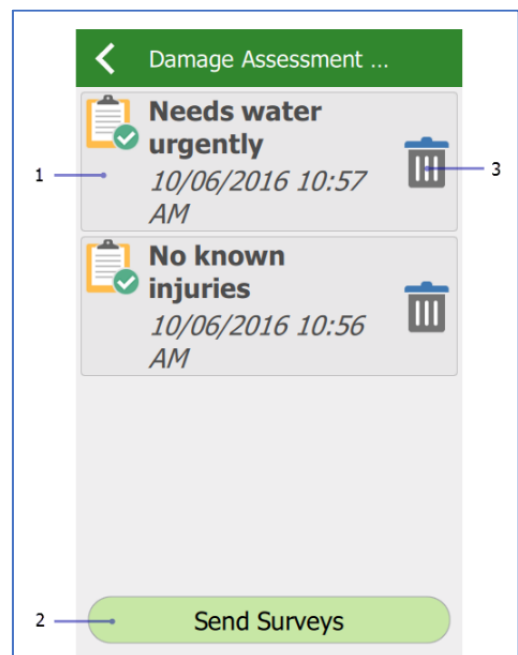 Damage Assessment ...
Needs water
urgently
1
10/06/2016 10:57
AM
3
No known
injuries
10/06/2016 10:56
AM
2
Send Surveys